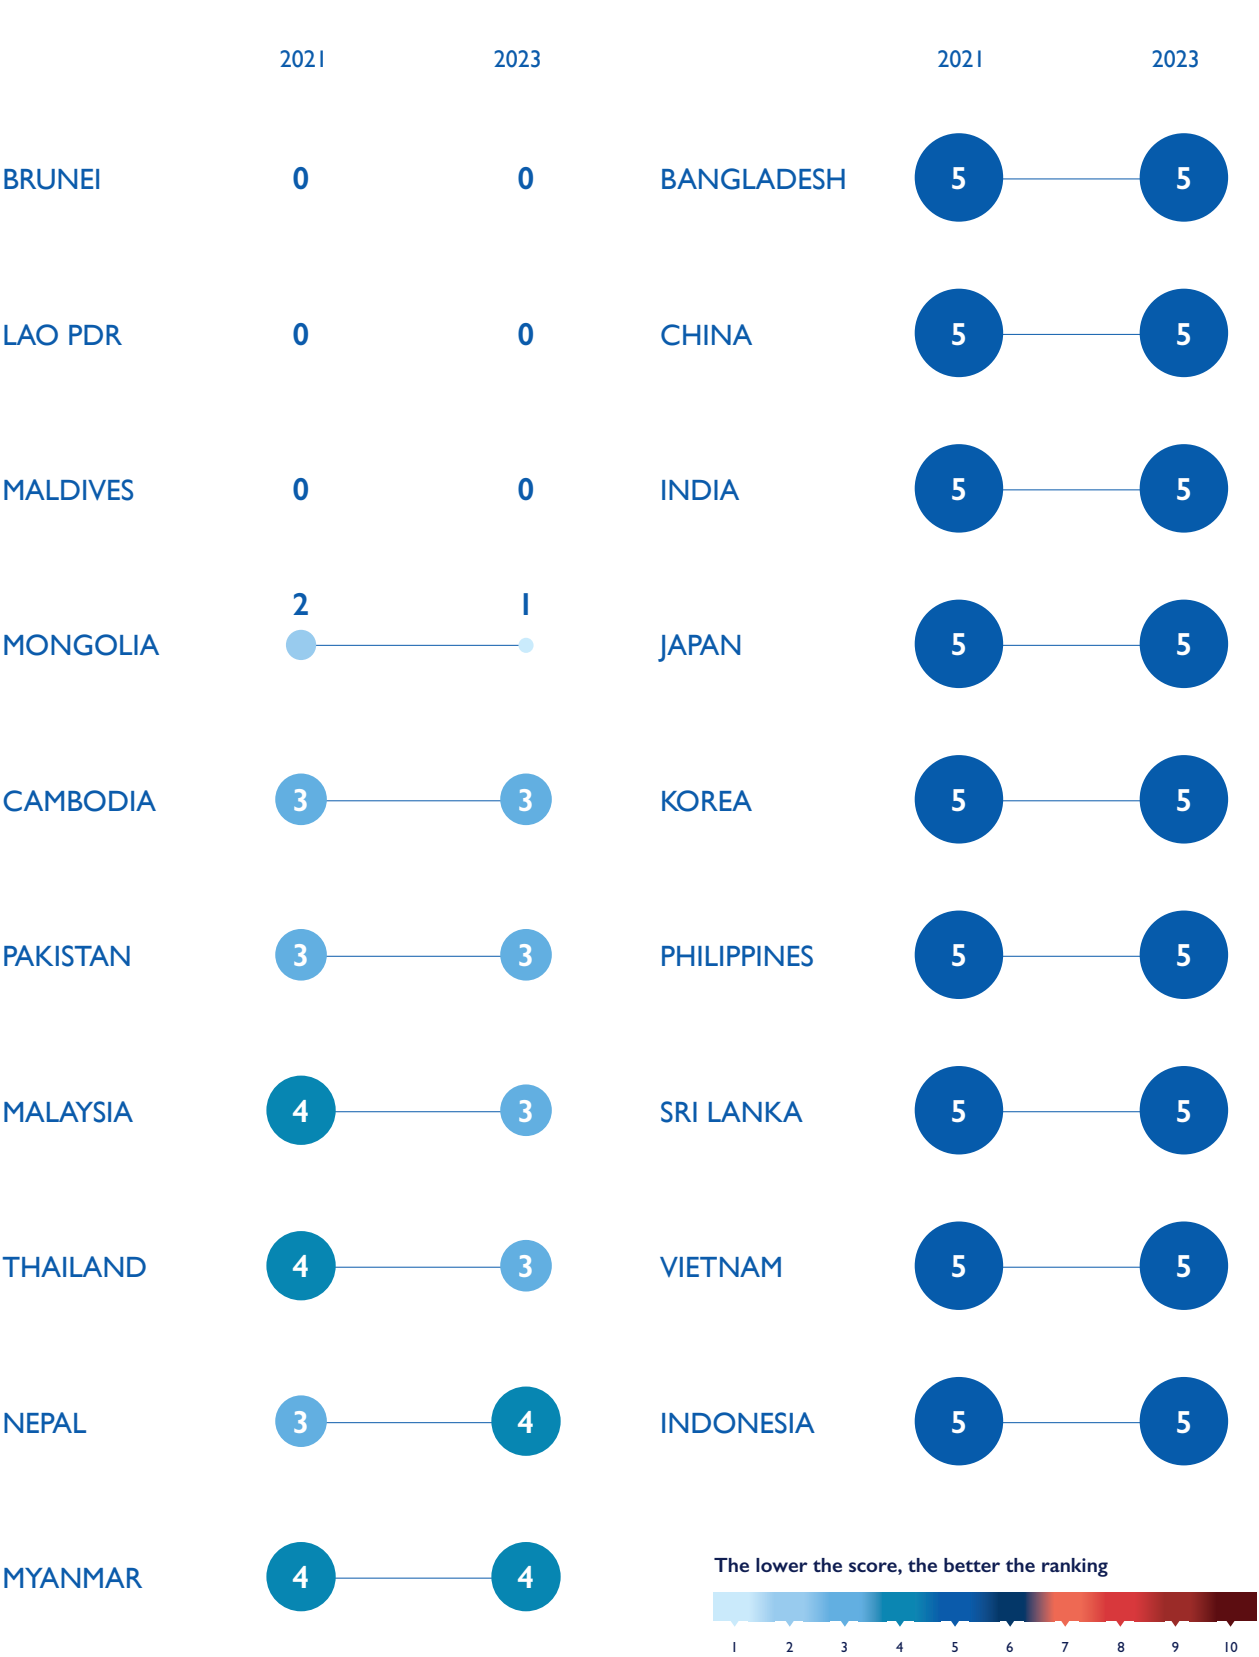 2021 2023
BRUNEI 0 0
LAO PDR 0 0
MALDIVES 0 0
MONGOLIA 2 1
CAMBODIA 3 3
PAKISTAN 3 3
MALAYSIA 4 3
THAILAND 4 3
NEPAL 3 4
MYANMAR 4 4
2021 2023
BANGLADESH 5 5
CHINA 5 5
INDIA 5 5
JAPAN 5 5
KOREA 5 5
PHILIPPINES 5 5
SRI LANKA 5 5
VIETNAM 5 5
INDONESIA 5 5
The lower the score, the better the ranking
1 2 3 4 5 6 7 8 9 10